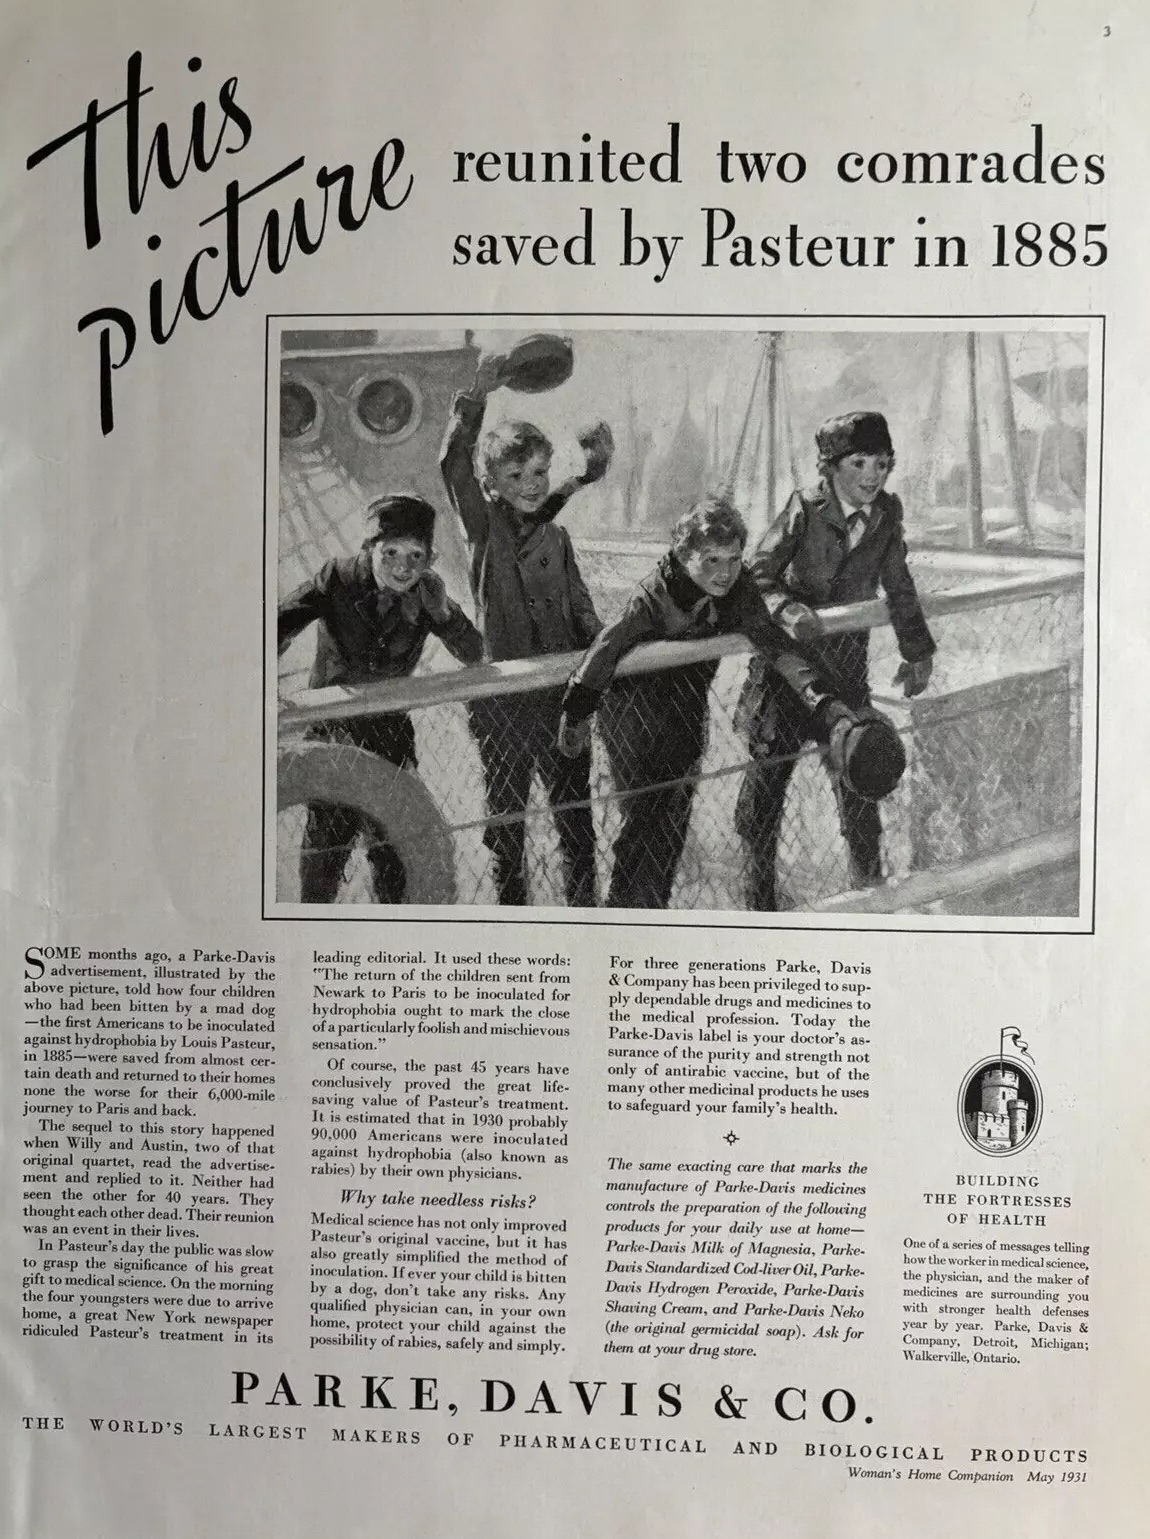 3
This
picture
reunited two comrades
saved by Pasteur in 1885
SOME months ago, a Parke-Davis
advertisement, illustrated by the
above picture, told how four children
who had been bitten by a mad dog
—the first Americans to be inoculated
against hydrophobia by Louis Pasteur,
in 1885—were saved from almost cer-
tain death and returned to their homes
none the worse for their 6,000-mile
journey to Paris and back.
The sequel to this story happened
when Willy and Austin, two of that
original quartet, read the advertise-
ment and replied to it. Neither had
seen the other for 40 years. They
thought each other dead. Their reunion
was an event in their lives.
In Pasteur's day the public was slow
to grasp the significance of his great
gift to medical science. On the morning
the four youngsters were due to arrive
home, a great New York newspaper
ridiculed Pasteur's treatment in its
leading editorial. It used these words:
"The return of the children sent from
Newark to Paris to be inoculated for
hydrophobia ought to mark the close
of a particularly foolish and mischievous
sensation."
Of course, the past 45 years have
conclusively proved the great life-
saving value of Pasteur's treatment.
It is estimated that in 1930 probably
90,000 Americans were inoculated
against hydrophobia (also known as
rabies) by their own physicians.
Why take needless risks?
Medical science has not only improved
Pasteur's original vaccine, but it has
also greatly simplified the method of
inoculation. If ever your child is bitten
by a dog, don't take any risks. Any
qualified physician can, in your own
home, protect your child against the
possibility of rabies, safely and simply.
For three generations Parke, Davis
& Company has been privileged to sup-
ply dependable drugs and medicines to
the medical profession. Today the
Parke-Davis label is your doctor's as-
surance of the purity and strength not
only of antirabic vaccine, but of the
many other medicinal products he uses
to safeguard your family's health.
The same exacting care that marks the
manufacture of Parke-Davis medicines
controls the preparation of the following
products for your daily use at home—
Parke-Davis Milk of Magnesia, Parke-
Davis Standardized Cod-liver Oil, Parke-
Davis Hydrogen Peroxide, Parke-Davis
Shaving Cream, and Parke-Davis Neko
(the original germicidal soap). Ask for
them at your drug store.
BUILDING
THE FORTRESSES
OF HEALTH
One of a series of messages telling
how the worker in medical science,
the physician, and the maker of
medicines are surrounding you
with stronger health defenses
year by year. Parke, Davis &
Company, Detroit, Michigan;
Walkerville, Ontario.
PARKE, DAVIS & CO.
THE WORLD'S LARGEST MAKERS OF PHARMACEUTICAL AND BIOLOGICAL PRODUCTS
Woman's Home Companion May 1931